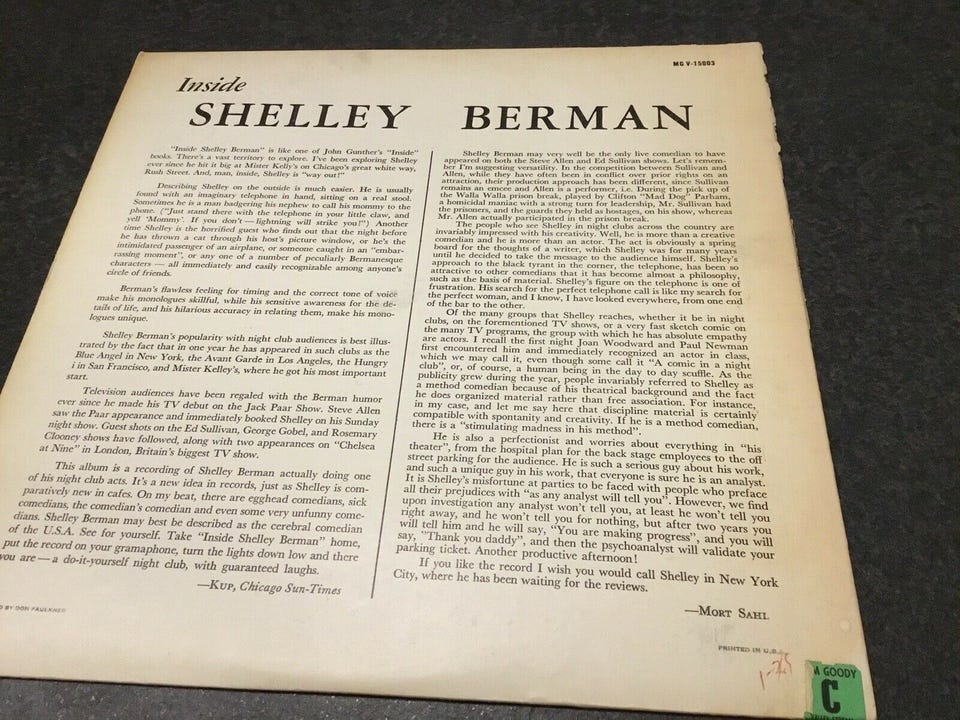 MG V-15003
Inside
SHELLEY BERMAN
"Inside Shelley Berman" is like one of John Gunther's "Inside"
books. There's a vast territory to explore. I've been exploring Shelley
ever since he hit it big at Mister Kelly's on Chicago's great white way,
Rush Street. And, man, inside, Shelley is "way out!"
Describing Shelley on the outside is much easier. He is usually
found with an imaginary telephone in hand, sitting on a real stool.
Sometimes he is a man badgering his nephew to call his mommy to the
phone. ("Just stand there with the telephone in your little claw, and
yell 'Mommy'. If you don't — lightning will strike you!") Another
time Shelley is the horrified guest who finds out that the night before
he has thrown a cat through his host's picture window, or he's the
intimidated passenger of an airplane, or someone caught in an "embar-
rassing moment", or any one of a number of peculiarly Bermanesque
characters — all immediately and easily recognizable among anyone's
circle of friends.
Berman's flawless feeling for timing and the correct tone of voice
make his monologues skillful, while his sensitive awareness for the de-
tails of life, and his hilarious accuracy in relating them, make his mono-
logues unique.
Shelley Berman's popularity with night club audiences is best illus-
trated by the fact that in one year he has appeared in such clubs as the
Blue Angel in New York, the Avant Garde in Los Angeles, the Hungry
i in San Francisco, and Mister Kelley's, where he got his most important
start.
Television audiences have been regaled with the Berman humor
ever since he made his TV debut on the Jack Paar Show. Steve Allen
saw the Paar appearance and immediately booked Shelley on his Sunday
night show. Guest shots on the Ed Sullivan, George Gobel, and Rosemary
Clooney shows have followed, along with two appearances on "Chelsea
at Nine" in London, Britain's biggest TV show.
This album is a recording of Shelley Berman actually doing one
of his night club acts. It's a new idea in records, just as Shelley is com-
paratively new in cafes. On my beat, there are egghead comedians, sick
comedians, the comedian's comedian and even some very unfunny come-
dians. Shelley Berman may best be described as the cerebral comedian
of the U.S.A. See for yourself. Take "Inside Shelley Berman" home,
put the record on your gramaphone, turn the lights down low and there
you are — a do-it-yourself night club, with guaranteed laughs.
—KUP, Chicago Sun-Times
BY DON FAULKNER
Shelley Berman may very well be the only live comedian to have
appeared on both the Steve Allen and Ed Sullivan shows. Let's remem-
ber I'm suggesting versatility. In the competition between Sullivan and
Allen, while they have often been in conflict over prior rights on an
attraction, their production approach has been different, since Sullivan
remains an emcee and Allen is a performer, i.e. During the pick up of
the Walla Walla prison break, played by Clifton "Mad Dog" Parham,
a homicidal maniac with a strong turn for leadership, Mr. Sullivan had
the prisoners, and the guards they held as hostages, on his show, whereas
Mr. Allen actually participated in the prison break.
The people who see Shelley in night clubs across the country are
invariably impressed with his creativity. Well, he is more than a creative
comedian and he is more than an actor. The act is obviously a spring
board for the thoughts of a writer, which Shelley was for many years
until he decided to take the message to the audience himself. Shelley's
approach to the black tyrant in the corner, the telephone, has been so
attractive to other comedians that it has become almost a philosophy,
such as the basis of material. Shelley's figure on the telephone is one of
frustration. His search for the perfect telephone call is like my search for
the perfect woman, and I know, I have looked everywhere, from one end
of the bar to the other.
Of the many groups that Shelley reaches, whether it be in night
clubs, on the forementioned TV shows, or a very fast sketch comic on
the many TV programs, the group with which he has absolute empathy
are actors. I recall the first night Joan Woodward and Paul Newman
first encountered him and immediately recognized an actor in class,
which we may call it, even though some call it "A comic in a night
club", or, of course, a human being in the day to day scuffle. As the
publicity grew during the year, people invariably referred to Shelley as
a method comedian because of his theatrical background and the fact
he does organized material rather than free association. For instance,
in my case, and let me say here that discipline material is certainly
compatible with spontanity and creativity. If he is a method comedian,
there is a "stimulating madness in his method".
He is also a perfectionist and worries about everything in "his
theater", from the hospital plan for the back stage employees to the off-
street parking for the audience. He is such a serious guy about his work,
and such a unique guy in his work, that everyone is sure he is an analyst.
It is Shelley's misfortune at parties to be faced with people who preface
all their prejudices with "as any analyst will tell you". However, we find
upon investigation any analyst won't tell you, at least he won't tell you
right away, and he won't tell you for nothing, but after two years you
will tell him and he will say, "You are making progress", and you will
say, "Thank you daddy", and then the psychoanalyst will validate your
parking ticket. Another productive afternoon!
If you like the record I wish you would call Shelley in New York
City, where he has been waiting for the reviews.
—MORT SAHL
PRINTED IN U.S.A.
M GOODY
C